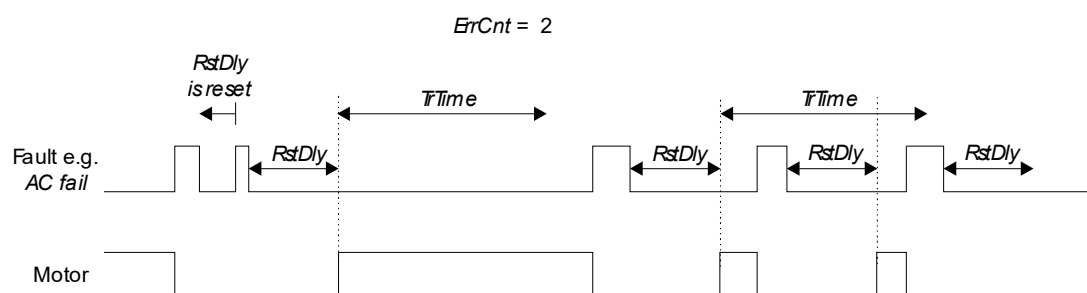 ErrCnt = 2
RstDly
is reset
TrTime
TrTime
Fault e.g.
AC fail
RstDly
RstDly
RstDly
RstDly
Motor